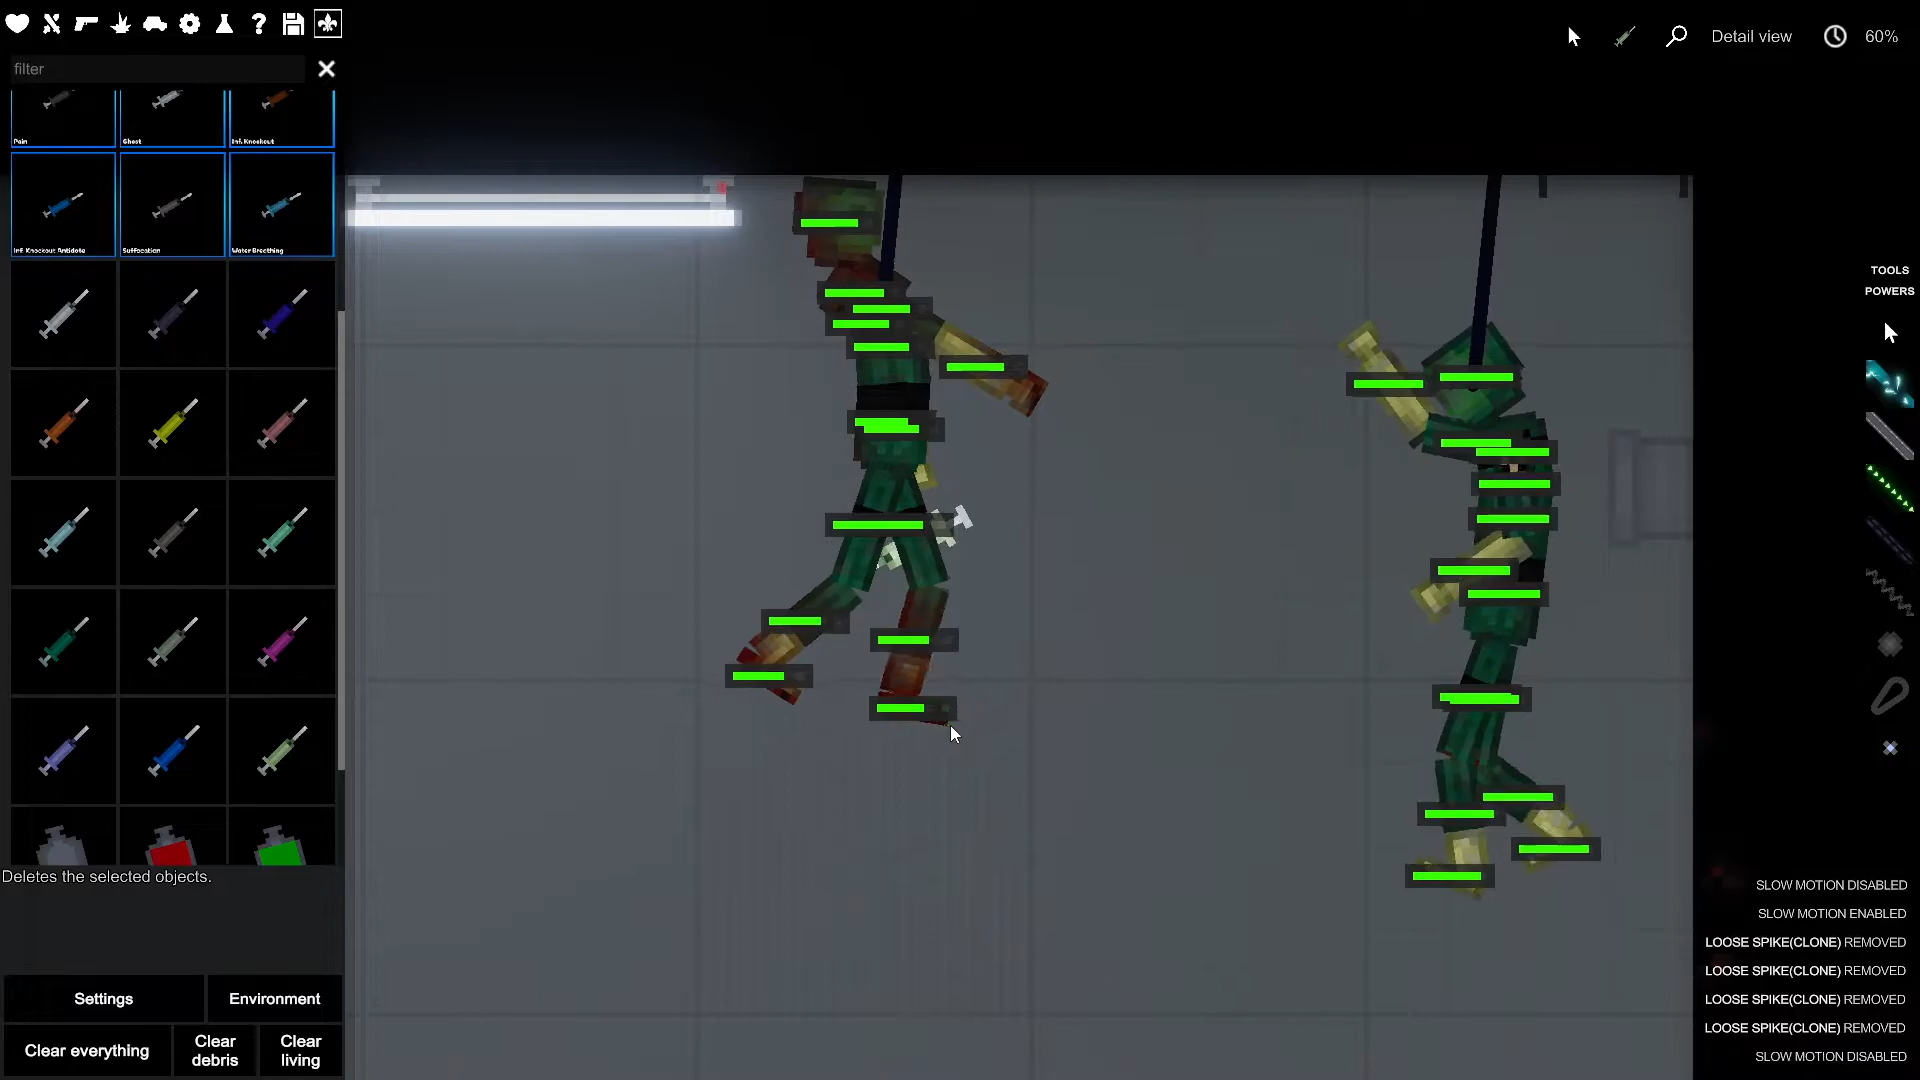 Detail view
60%
filter
Pain
Ghost
Inf. Knockout
Inf. Knockout Antidote
Suffocation
Water Breathing
TOOLS
POWERS
Deletes the selected objects.
Settings
Environment
Clear everything
Clear
debris
Clear
living
SLOW MOTION DISABLED
SLOW MOTION ENABLED
LOOSE SPIKE(CLONE) REMOVED
LOOSE SPIKE(CLONE) REMOVED
LOOSE SPIKE(CLONE) REMOVED
LOOSE SPIKE(CLONE) REMOVED
SLOW MOTION DISABLED